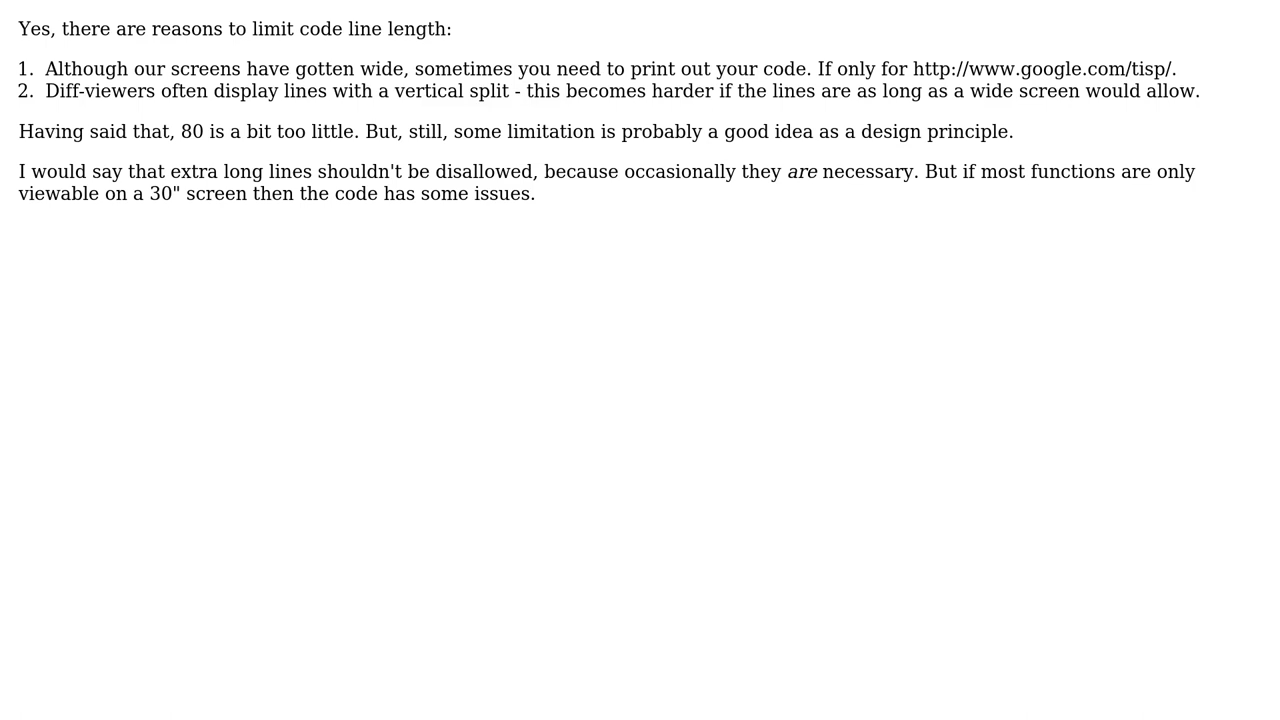 Yes, there are reasons to limit code line length:
1. Although our screens have gotten wide, sometimes you need to print out your code. If only for http://www.google.com/tisp/.
2. Diff-viewers often display lines with a vertical split - this becomes harder if the lines are as long as a wide screen would allow.
Having said that, 80 is a bit too little. But, still, some limitation is probably a good idea as a design principle.
I would say that extra long lines shouldn't be disallowed, because occasionally they are necessary. But if most functions are only
viewable on a 30" screen then the code has some issues.